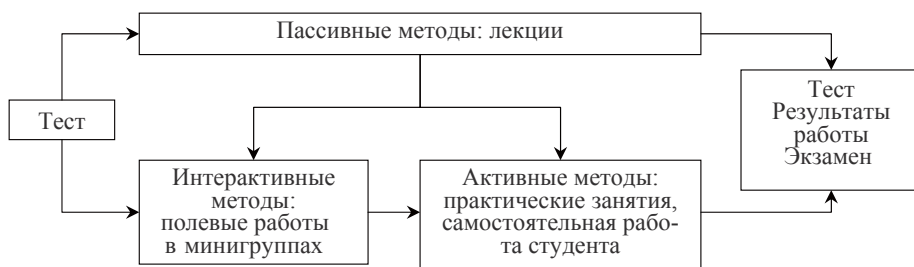 Пассивные методы: лекции
Тест
Тест
Результаты
работы
Экзамен
Интерактивные
методы:
полевые работы
в минигруппах
Активные методы:
практические занятия,
самостоятельная рабо-
та студента